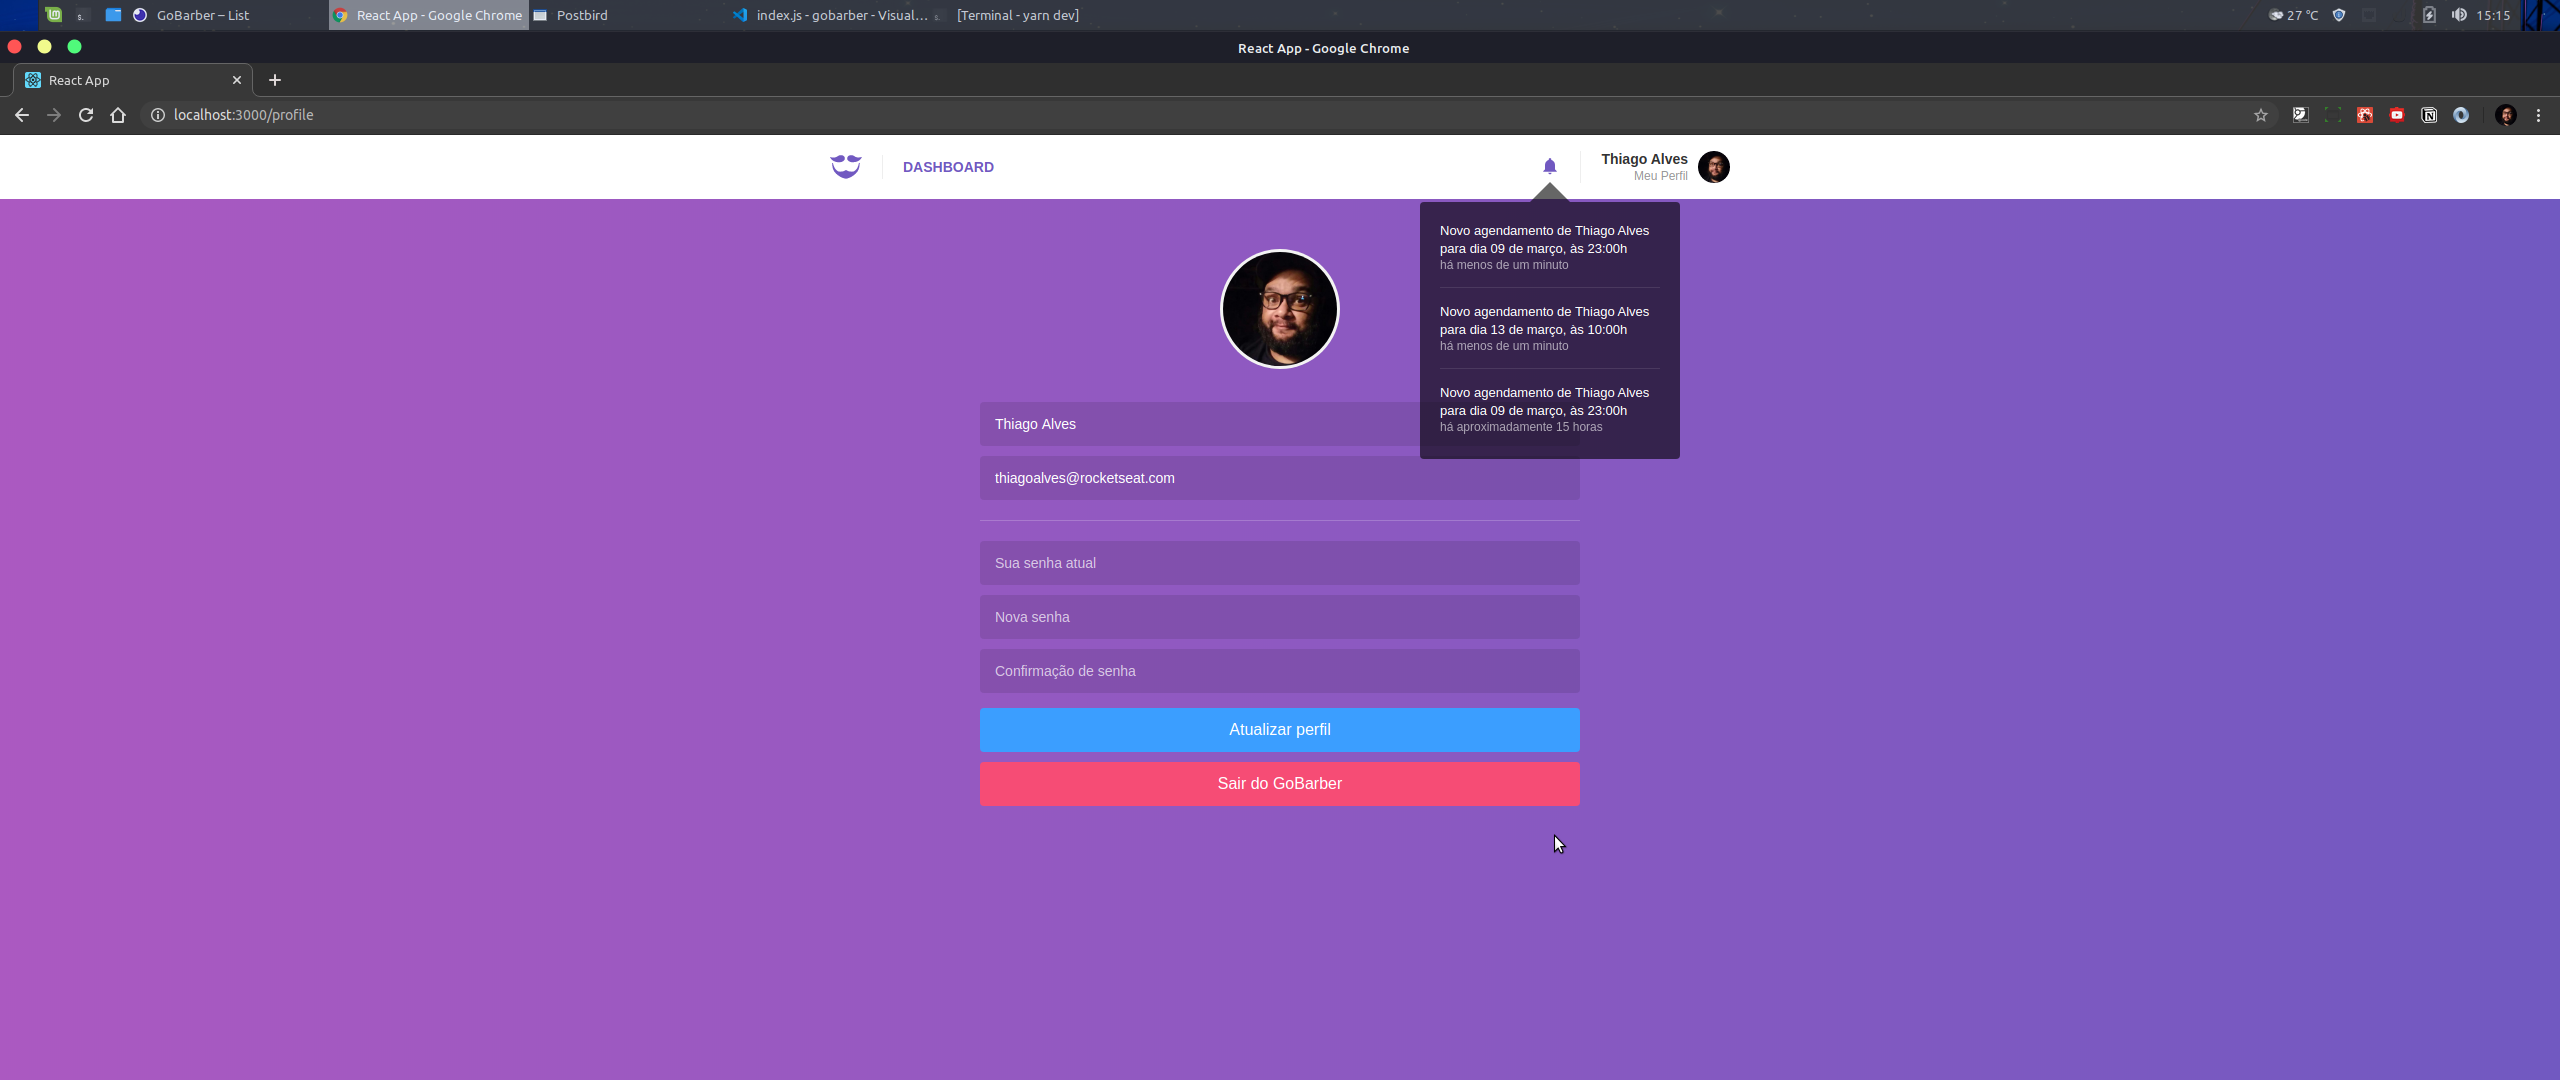 GoBarber – List
React App - Google Chrome
Postbird
index.js - gobarber - Visual...
[Terminal - yarn dev]
27 °C
15:15
React App - Google Chrome
React App
localhost:3000/profile
DASHBOARD
Thiago Alves
Meu Perfil
Novo agendamento de Thiago Alves
para dia 09 de março, às 23:00h
há menos de um minuto
Novo agendamento de Thiago Alves
para dia 13 de março, às 10:00h
há menos de um minuto
Novo agendamento de Thiago Alves
para dia 09 de março, às 23:00h
há aproximadamente 15 horas
Thiago Alves
thiagoalves@rocketseat.com
Sua senha atual
Nova senha
Confirmação de senha
Atualizar perfil
Sair do GoBarber